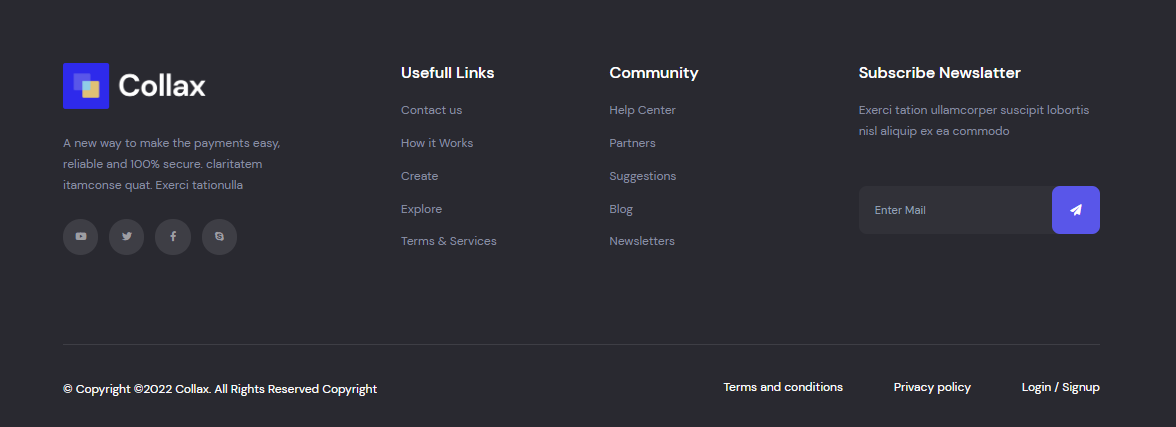 Collax
A new way to make the payments easy,
reliable and 100% secure. claritatem
itamconse quat. Exerci tationulla
Usefull Links
Contact us
How it Works
Create
Explore
Terms & Services
Community
Help Center
Partners
Suggestions
Blog
Newsletters
Subscribe Newslatter
Exerci tation ullamcorper suscipit lobortis
nisl aliquip ex ea commodo
Enter Mail
© Copyright ©2022 Collax. All Rights Reserved Copyright
Terms and conditions
Privacy policy
Login / Signup